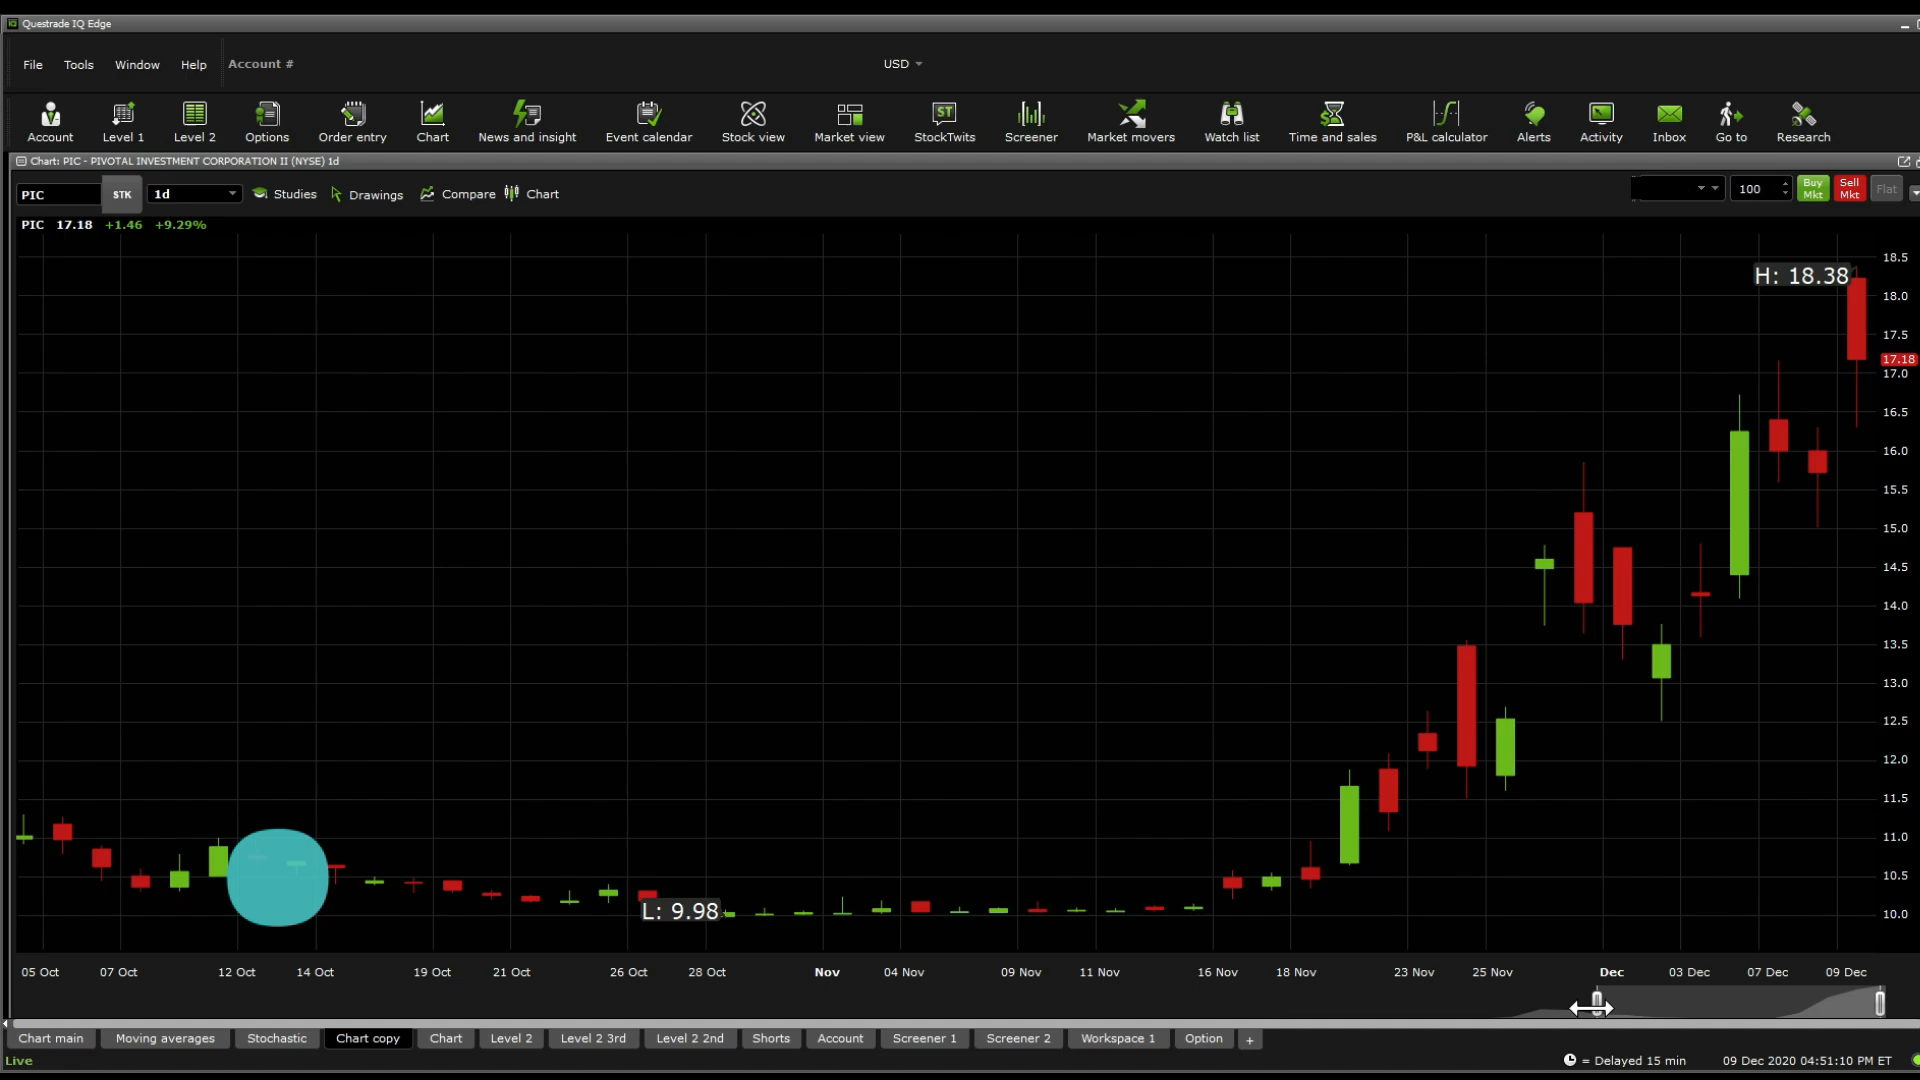 Questrade IQ Edge
File Tools Window Help Account # USD
Account Level 1 Level 2 Options Order entry Chart News and insight Event calendar Stock view Market view StockTwits Screener Market movers Watch list Time and sales P&L calculator Alerts Activity Inbox Go to Research
Chart: PIC - PIVOTAL INVESTMENT CORPORATION II (NYSE) 1d
PIC STK 1d Studies Drawings Compare Chart 100 Buy Mkt Sell Mkt Flat
PIC 17.18 +1.46 +9.29%
18.5
H: 18.38
18.0
17.5
17.18
17.0
16.5
16.0
15.5
15.0
14.5
14.0
13.5
13.0
12.5
12.0
11.5
11.0
10.5
L: 9.98
10.0
05 Oct 07 Oct 12 Oct 14 Oct 19 Oct 21 Oct 26 Oct 28 Oct Nov 04 Nov 09 Nov 11 Nov 16 Nov 18 Nov 23 Nov 25 Nov Dec 03 Dec 07 Dec 09 Dec
Chart main Moving averages Stochastic Chart copy Chart Level 2 Level 2 3rd Level 2 2nd Shorts Account Screener 1 Screener 2 Workspace 1 Option +
Live = Delayed 15 min 09 Dec 2020 04:51:10 PM ET